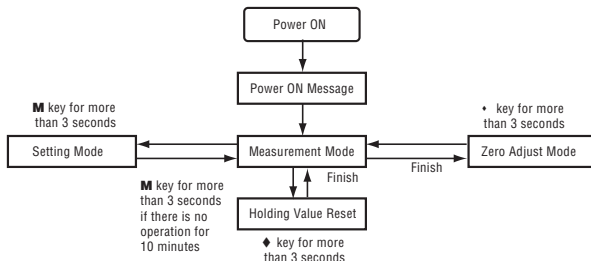 Power ON
Power ON Message
M key for more
than 3 seconds
♦ key for more
than 3 seconds
Setting Mode
Measurement Mode
Zero Adjust Mode
Finish
Finish
M key for more
than 3 seconds
if there is no
operation for
10 minutes
Holding Value Reset
♦ key for more
than 3 seconds